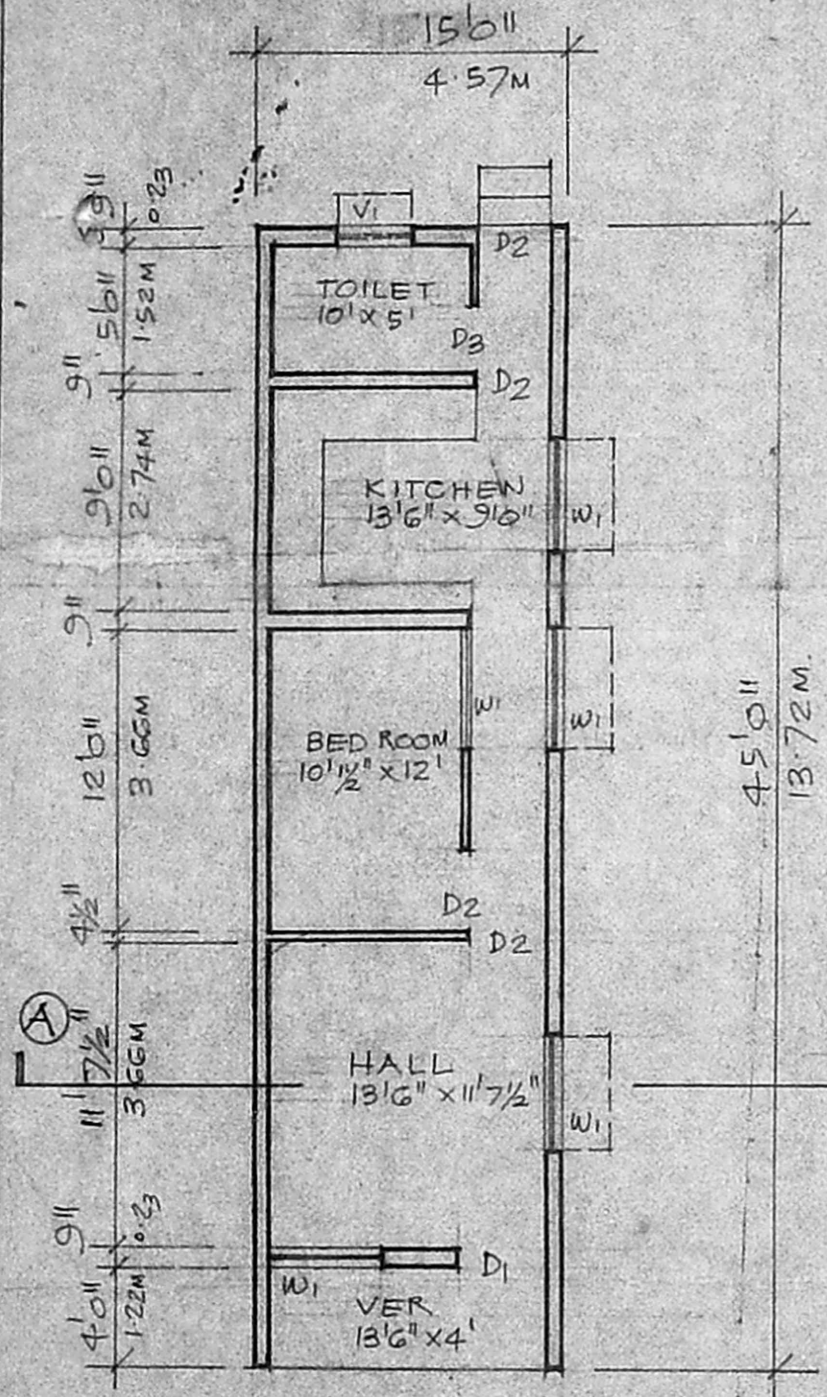 15'0"
4.57M
9"
0.23
V1
D2
5'0"
1.52M
TOILET
10' X 5'
D3
9"
D2
9'0"
2.74M
KITCHEN
13'6" X 9'0"
W1
9"
12'0"
3.66M
W1
W1
BED ROOM
10'1½" X 12'
45'0"
13.72M.
4½"
D2
D2
A
11'7½"
3.66M
HALL
13'6" X 11'7½"
W1
9"
0.23
D1
W1
4'0"
1.22M
VER
13'6" X 4'